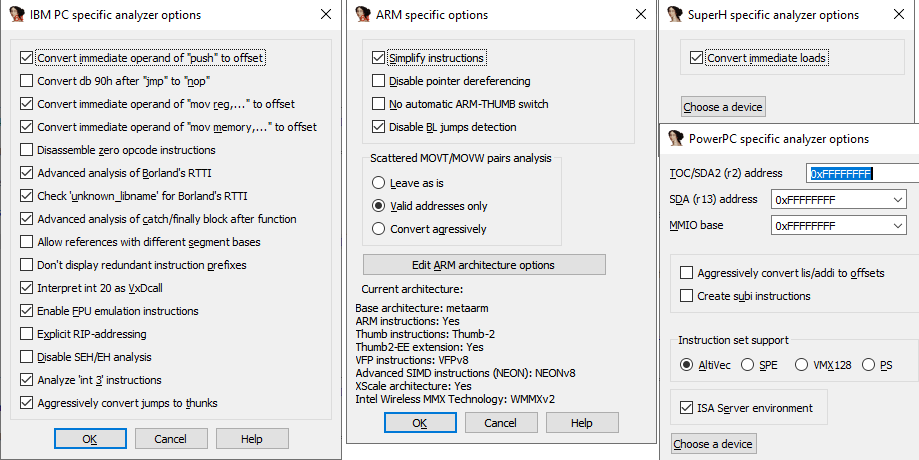 IBM PC specific analyzer options
Convert immediate operand of "push" to offset
Convert db 90h after "jmp" to "nop"
Convert immediate operand of "mov reg,..." to offset
Convert immediate operand of "mov memory,..." to offset
Disassemble zero opcode instructions
Advanced analysis of Borland's RTTI
Check 'unknown_libname' for Borland's RTTI
Advanced analysis of catch/finally block after function
Allow references with different segment bases
Don't display redundant instruction prefixes
Interpret int 20 as VxDcall
Enable FPU emulation instructions
Explicit RIP-addressing
Disable SEH/EH analysis
Analyze 'int 3' instructions
Aggressively convert jumps to thunks
OK Cancel Help
ARM specific options
Simplify instructions
Disable pointer dereferencing
No automatic ARM-THUMB switch
Disable BL jumps detection
Scattered MOVT/MOVW pairs analysis
Leave as is
Valid addresses only
Convert agressively
Edit ARM architecture options
Current architecture:
Base architecture: metaarm
ARM instructions: Yes
Thumb instructions: Thumb-2
Thumb2-EE extension: Yes
VFP instructions: VFPv8
Advanced SIMD instructions (NEON): NEONv8
XScale architecture: Yes
Intel Wireless MMX Technology: WMMXv2
OK Cancel Help
SuperH specific analyzer options
Convert immediate loads
Choose a device
PowerPC specific analyzer options
TOC/SDA2 (r2) address 0xFFFFFFFF
SDA (r13) address 0xFFFFFFFF
MMIO base 0xFFFFFFFF
Aggressively convert lis/addi to offsets
Create subi instructions
Instruction set support
AltiVec SPE VMX128 PS
ISA Server environment
Choose a device